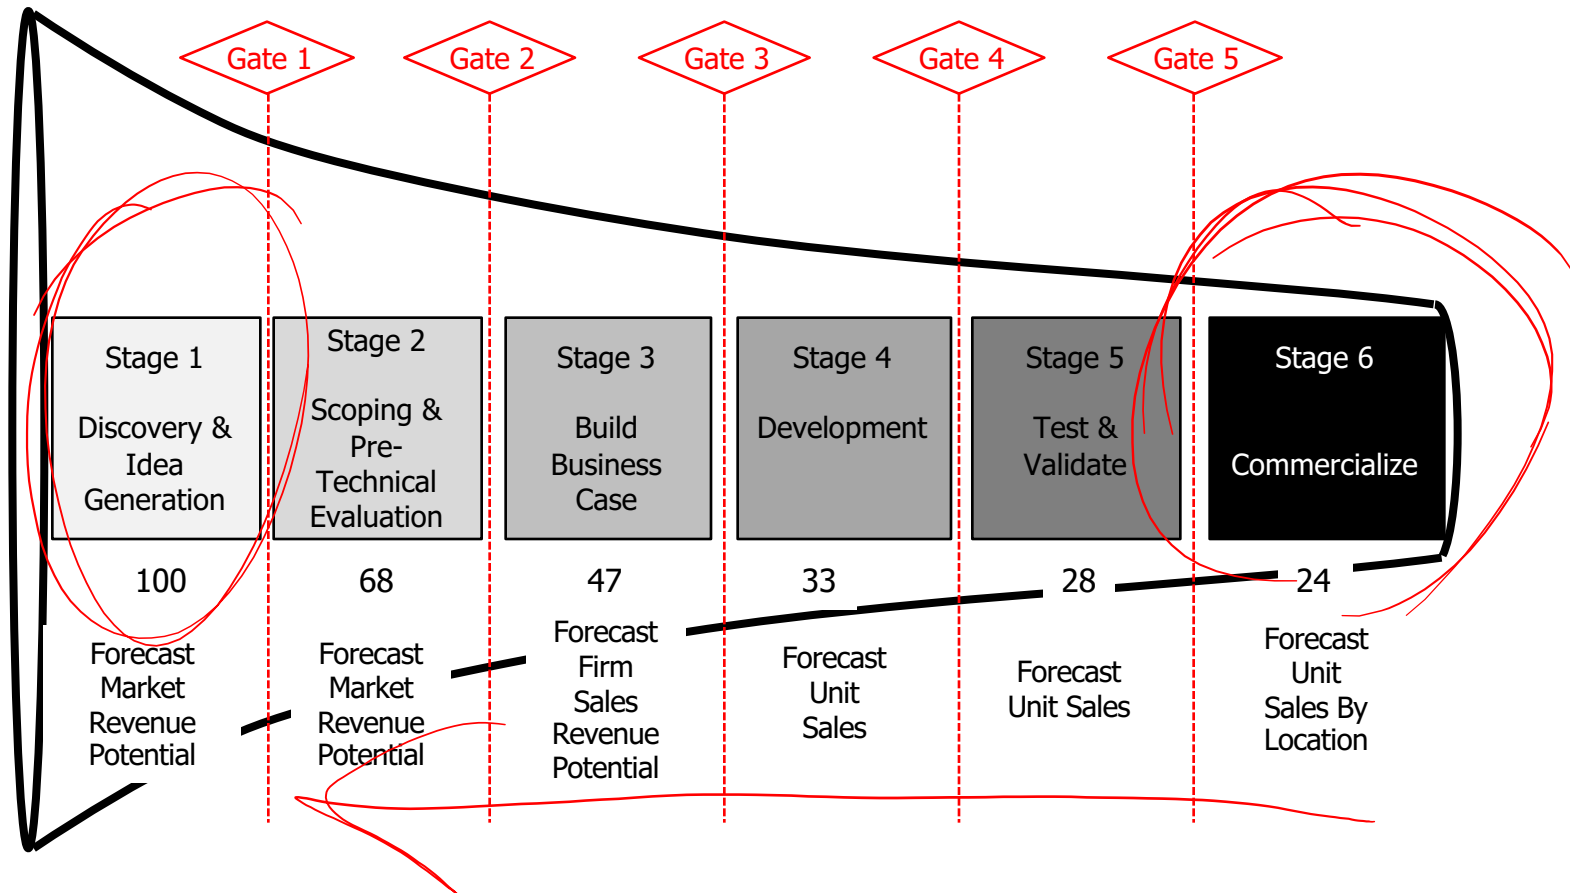 Gate 1
Gate 2
Gate 3
Gate 4
Gate 5
Stage 1
Discovery &
Idea
Generation
Stage 2
Scoping &
Pre-
Technical
Evaluation
Stage 3
Build
Business
Case
Stage 4
Development
Stage 5
Test &
Validate
Stage 6
Commercialize
100
68
47
33
28
24
Forecast
Market
Revenue
Potential
Forecast
Market
Revenue
Potential
Forecast
Firm
Sales
Revenue
Potential
Forecast
Unit
Sales
Forecast
Unit Sales
Forecast
Unit
Sales By
Location